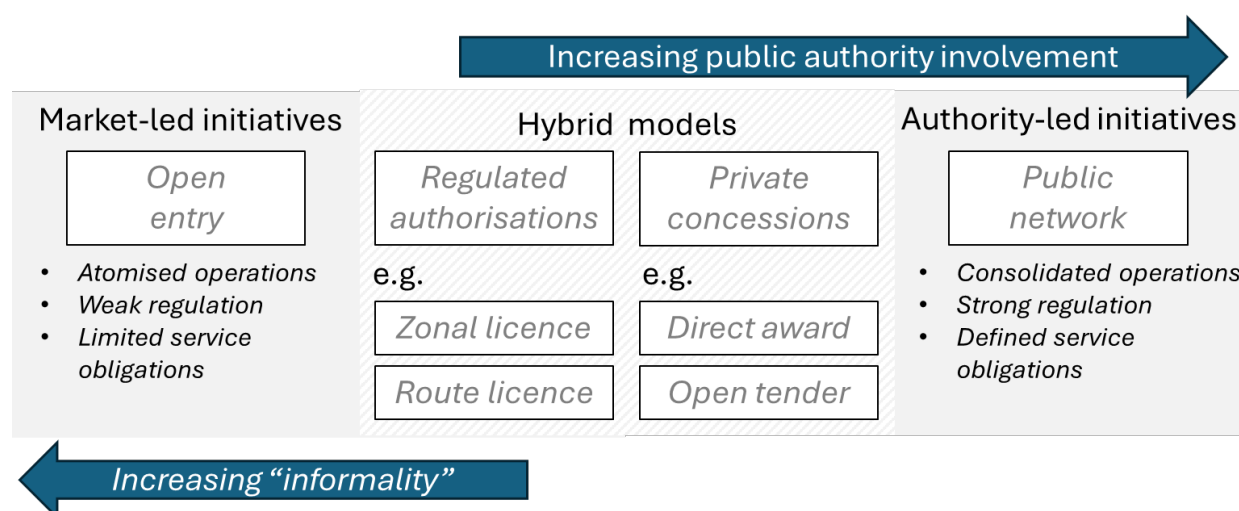 Increasing public authority involvement
Market-led initiatives
Open
entry
• Atomised operations
• Weak regulation
• Limited service
obligations
Hybrid models
Regulated
authorisations
e.g.
Zonal licence
Route licence
Private
concessions
e.g.
Direct award
Open tender
Authority-led initiatives
Public
network
• Consolidated operations
• Strong regulation
• Defined service
obligations
Increasing “informality”